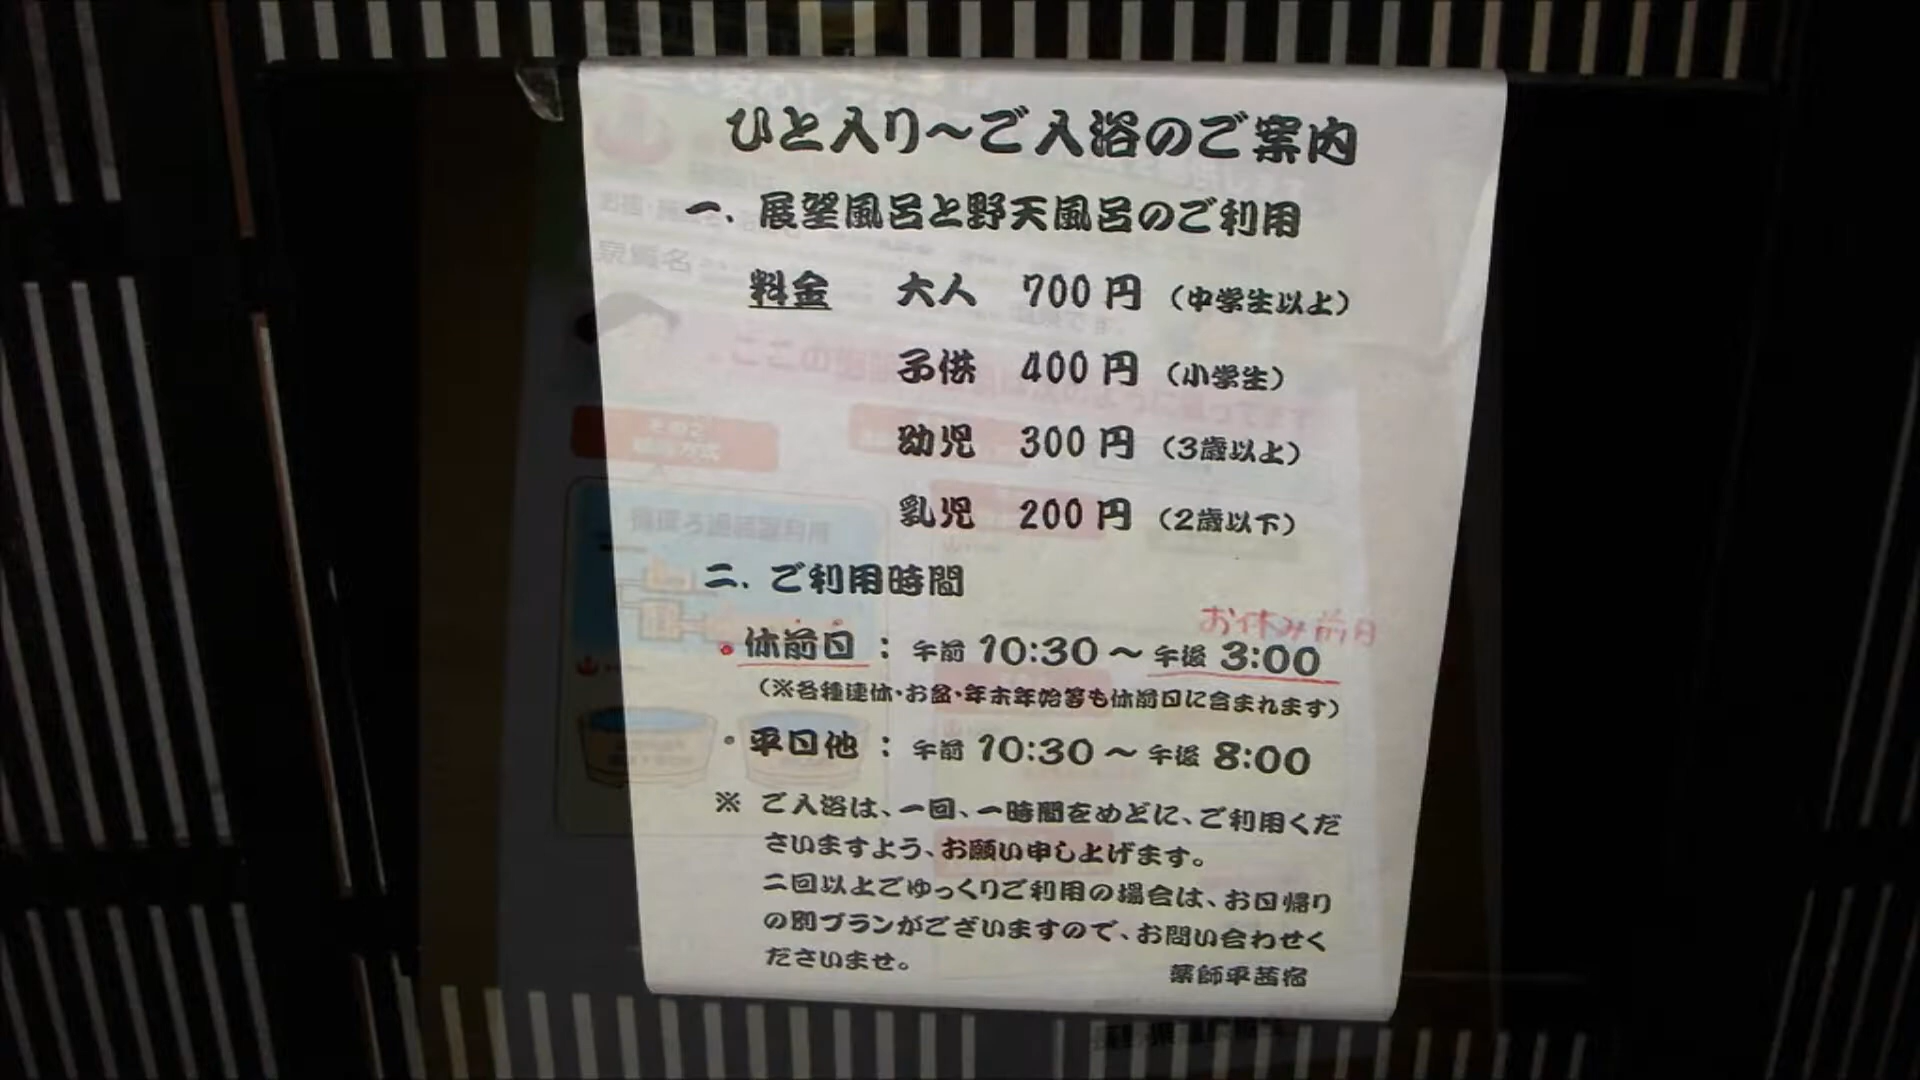 ひと入り～ご入浴のご案内
一. 展望風呂と野天風呂のご利用
料金 大人 700円 (中学生以上)
子供 400円 (小学生)
幼児 300円 (3歳以上)
乳児 200円 (2歳以下)
二. ご利用時間
お休み前日
・休前日 : 午前 10:30 ～ 午後 3:00
(※各種連休・お盆・年末年始等も休前日に含まれます)
・平日他 : 午前 10:30 ～ 午後 8:00
※ ご入浴は、一回、一時間をめどに、ご利用くだ
さいますよう、お願い申し上げます。
二回以上ごゆっくりご利用の場合は、お日帰り
の別プランがございますので、お問い合わせく
ださいませ。
薬師平茜宿
泉質名